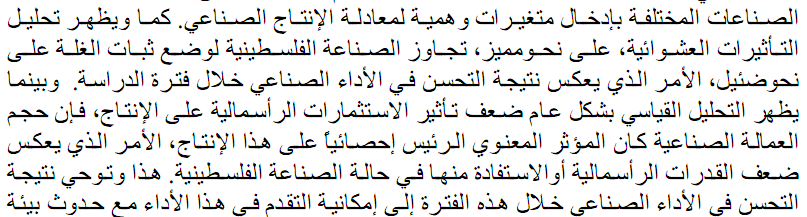 الصناعات المختلفة بإدخال متغيرات وهمية لمعادلة الإنتاج الصناعي. كما ويظهر تحليل
التأثيرات العشوائية، على نحومميز، تجاوز الصناعة الفلسطينية لوضع ثبات الغلة على
نحوضئيل، الأمر الذي يعكس نتيجة التحسن في الأداء الصناعي خلال فترة الدراسة. وبينما
يظهر التحليل القياسي بشكل عام ضعف تأثير الاستثمارات الرأسمالية على الإنتاج، فإن حجم
العمالة الصناعية كان المؤثر المعنوي الرئيس إحصائياً على هذا الإنتاج، الأمر الذي يعكس
ضعف القدرات الرأسمالية أوالاستفادة منها في حالة الصناعة الفلسطينية. هذا وتوحي نتيجة
التحسن في الأداء الصناعي خلال هذه الفترة إلى إمكانية التقدم في هذا الأداء مع حدوث بيئة